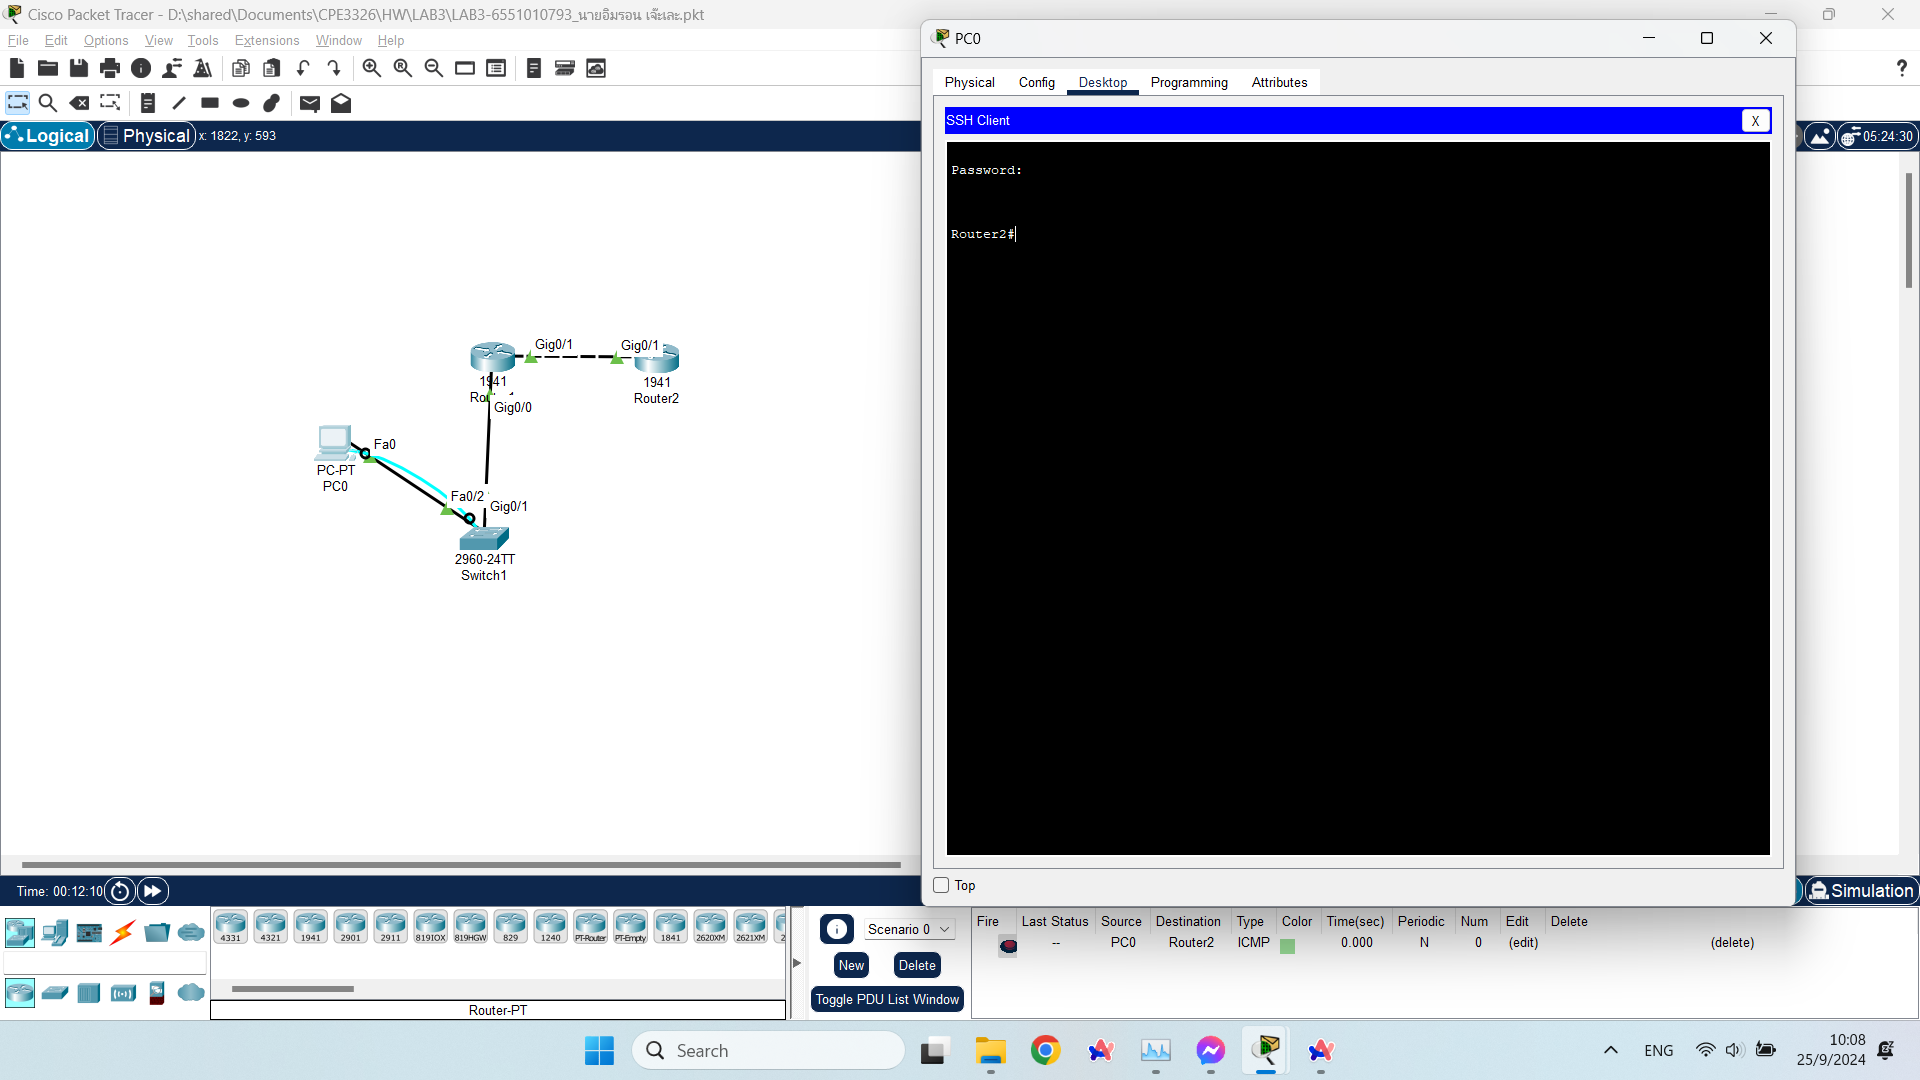 Cisco Packet Tracer - D:\shared\Documents\CPE3326\HW\LAB3\LAB3-6551010793_นายอิมรอน เจ๊ะเละ.pkt
File Edit Options View Tools Extensions Window Help
Logical Physical x: 1822, y: 593
05:24:30
PC0
Physical Config Desktop Programming Attributes
SSH Client X
Password:
Router2#
Top
Gig0/1 Gig0/1
1941 1941
Router2
Gig0/0
Fa0
PC-PT
PC0
Fa0/2 Gig0/1
2960-24TT
Switch1
Time: 00:12:10
Simulation
4331 4321 1941 2901 2911 819IOX 819HGW 829 1240 PT-Router PT-Empty 1841 2620XM 2621XM
Router-PT
Scenario 0
New Delete
Toggle PDU List Window
Fire Last Status Source Destination Type Color Time(sec) Periodic Num Edit Delete
-- PC0 Router2 ICMP 0.000 N 0 (edit) (delete)
Search
ENG
10:08
25/9/2024